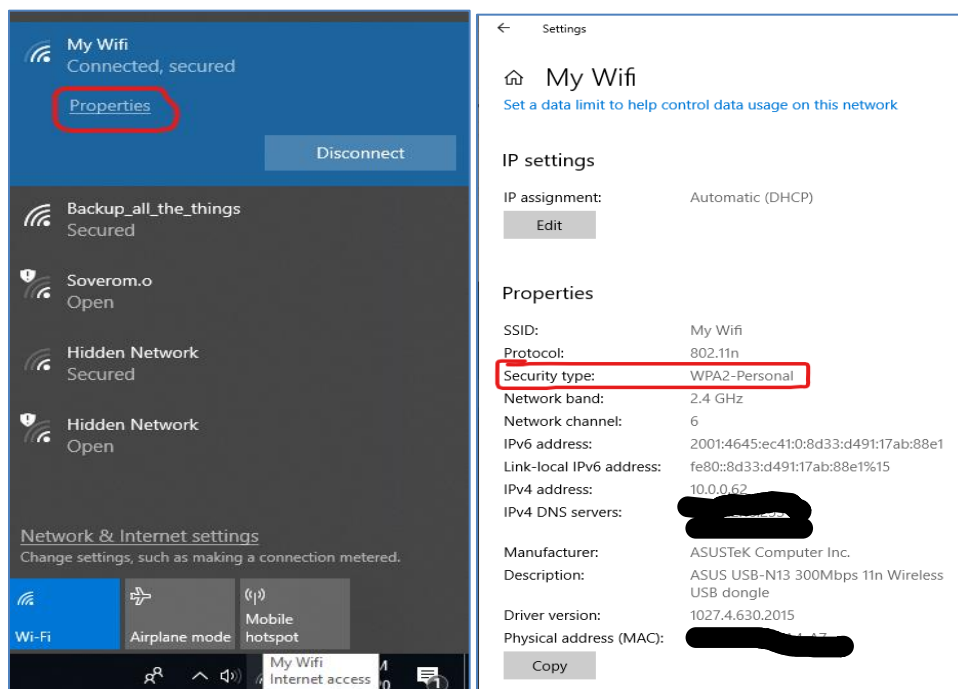 My Wifi
Connected, secured
Properties
Disconnect
Backup_all_the_things
Secured
Soverom.o
Open
Hidden Network
Secured
Hidden Network
Open
Network & Internet settings
Change settings, such as making a connection metered.
Wi-Fi
Airplane mode
Mobile
hotspot
My Wifi
Internet access
1
Settings
My Wifi
Set a data limit to help control data usage on this network
IP settings
IP assignment: Automatic (DHCP)
Edit
Properties
SSID: My Wifi
Protocol: 802.11n
Security type: WPA2-Personal
Network band: 2.4 GHz
Network channel: 6
IPv6 address: 2001:4645:ec41:0:8d33:d491:17ab:88e1
Link-local IPv6 address: fe80::8d33:d491:17ab:88e1%15
IPv4 address: 10.0.0.62
IPv4 DNS servers:
Manufacturer: ASUSTeK Computer Inc.
Description: ASUS USB-N13 300Mbps 11n Wireless
USB dongle
Driver version: 1027.4.630.2015
Physical address (MAC):
Copy